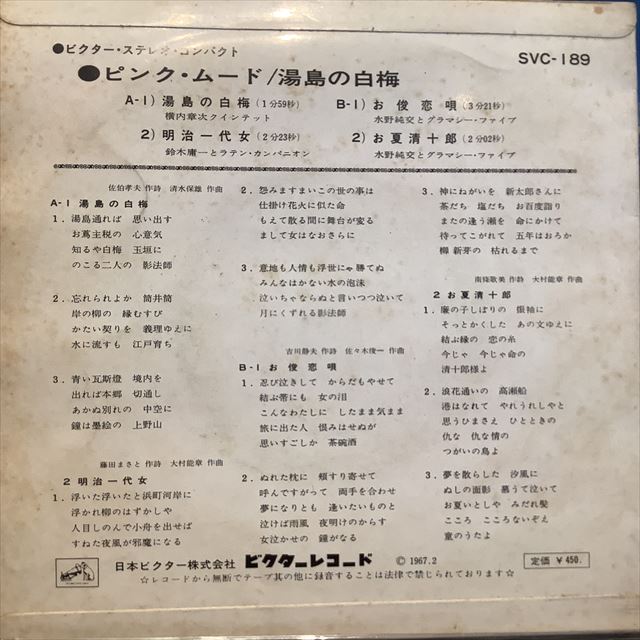 ●ビクター・ステレオ・コンパクト
SVC-189
●ピンク・ムード/湯島の白梅
A-1) 湯島の白梅(1分59秒)
横内章次クインテット
2) 明治一代女(2分23秒)
鈴木庸一とラテン・カンパニオン
B-1) お俊恋唄(3分21秒)
水野純交とグラマシー・ファイブ
2) お夏清十郎(2分02秒)
水野純交とグラマシー・ファイブ
佐伯孝夫 作詩 清水保雄 作曲
A-1 湯島の白梅
1. 湯島通れば 思い出す
お蔦主税の 心意気
知るや白梅 玉垣に
のこる二人の 影法師
2. 忘れられよか 筒井筒
岸の柳の 縁むすび
かたい契りを 義理ゆえに
水に流すも 江戸育ち
3. 青い瓦斯燈 境内を
出れば本郷 切通し
あかぬ別れの 中空に
鐘は墨絵の 上野山
藤田まさと 作詩 大村能章 作曲
2 明治一代女
1. 浮いた浮いたと浜町河岸に
浮かれ柳のはずかしや
人目しのんで小舟を出せば
すねた夜風が邪魔になる
2. 怨みますまいこの世の事は
仕掛け花火に似た命
もえて散る間に舞台が変る
まして女はなおさらに
3. 意地も人情も浮世にゃ勝てぬ
みんなはかない水の泡沫
泣いちゃならぬと言いつつ泣いて
月にくずれる影法師
吉川静夫 作詩 佐々木俊一 作曲
B-1 お俊恋唄
1. 忍び泣きして からだもやせて
結ぶ帯にも 女の泪
こんなわたしに したまま気まま
旅に出た人 恨みはせぬが
思いすごしか 茶碗酒
2. ぬれた枕に 頬すり寄せて
呼んですがって 両手を合わせ
夢になりとも 逢いたいものと
泣けば雨風 夜明けのからす
女泣かせの 鐘がなる
3. 神にねがいを 新太郎さんに
茶だち 塩だち お百度詣り
またの逢う瀬を 命にかけて
待ってこがれて 五年はおろか
柳 新芽の 枯れるまで
南條歌美 作詩 大村能章 作曲
2 お夏清十郎
1. 鹿の子しぼりの 振袖に
そっとかくした あの文ゆえに
結ぶ縁の 恋の糸
今じゃ 今じゃ命の
清十郎様よ
2. 浪花通いの 高瀬船
港はなれて やれうれしやと
思うひまさえ ひとときの
仇な 仇な情の
つがいの鳥よ
3. 夢を散らした 汐風に
ぬしの面影 慕うて泣いて
お夏いとしや みだれ髪
こころ こころないぞえ
童のうたよ
日本ビクター株式会社 ビクターレコード © 1967.2
定価 ¥450.
☆レコードから無断でテープ其の他に録音することは法律で禁じられております☆